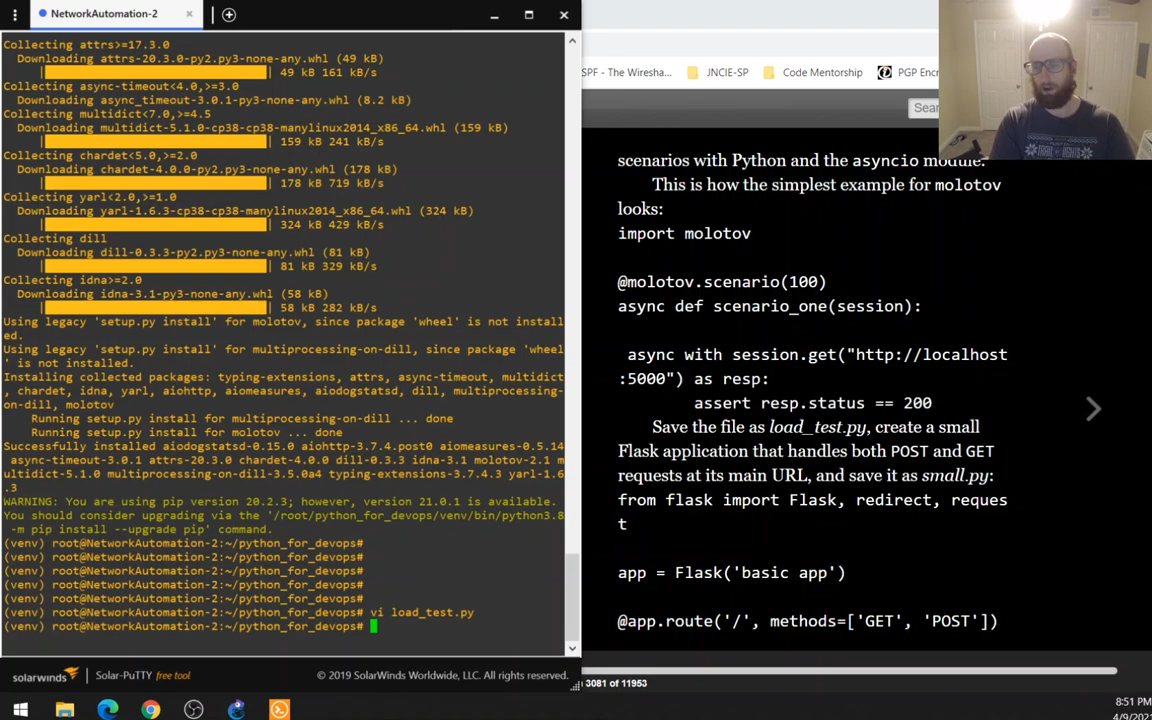 NetworkAutomation-2
Collecting attrs>=17.3.0
Downloading attrs-20.3.0-py2.py3-none-any.whl (49 kB)
| 49 kB 161 kB/s
Collecting async-timeout<4.0,>=3.0
Downloading async_timeout-3.0.1-py3-none-any.whl (8.2 kB)
Collecting multidict<7.0,>=4.5
Downloading multidict-5.1.0-cp38-cp38-manylinux2014_x86_64.whl (159 kB)
| 159 kB 241 kB/s
Collecting chardet<5.0,>=2.0
Downloading chardet-4.0.0-py2.py3-none-any.whl (178 kB)
| 178 kB 719 kB/s
Collecting yarl<2.0,>=1.0
Downloading yarl-1.6.3-cp38-cp38-manylinux2014_x86_64.whl (324 kB)
| 324 kB 429 kB/s
Collecting dill
Downloading dill-0.3.3-py2.py3-none-any.whl (81 kB)
| 81 kB 329 kB/s
Collecting idna>=2.0
Downloading idna-3.1-py3-none-any.whl (58 kB)
| 58 kB 282 kB/s
Using legacy 'setup.py install' for molotov, since package 'wheel' is not install
ed.
Using legacy 'setup.py install' for multiprocessing-on-dill, since package 'wheel
' is not installed.
Installing collected packages: typing-extensions, attrs, async-timeout, multidict
, chardet, idna, yarl, aiohttp, aiomeasures, aiodogstatsd, dill, multiprocessing-
on-dill, molotov
Running setup.py install for multiprocessing-on-dill ... done
Running setup.py install for molotov ... done
Successfully installed aiodogstatsd-0.15.0 aiohttp-3.7.4.post0 aiomeasures-0.5.14
async-timeout-3.0.1 attrs-20.3.0 chardet-4.0.0 dill-0.3.3 idna-3.1 molotov-2.1 m
ultidict-5.1.0 multiprocessing-on-dill-3.5.0a4 typing-extensions-3.7.4.3 yarl-1.6
.3
WARNING: You are using pip version 20.2.3; however, version 21.0.1 is available.
You should consider upgrading via the '/root/python_for_devops/venv/bin/python3.8
-m pip install --upgrade pip' command.
(venv) root@NetworkAutomation-2:~/python_for_devops#
(venv) root@NetworkAutomation-2:~/python_for_devops#
(venv) root@NetworkAutomation-2:~/python_for_devops#
(venv) root@NetworkAutomation-2:~/python_for_devops#
(venv) root@NetworkAutomation-2:~/python_for_devops#
(venv) root@NetworkAutomation-2:~/python_for_devops# vi load_test.py
(venv) root@NetworkAutomation-2:~/python_for_devops#
solarwinds Solar-PuTTY free tool © 2019 SolarWinds Worldwide, LLC. All rights reserved.
SPF - The Wiresha... JNCIE-SP Code Mentorship PGP Encr
Sear
scenarios with Python and the asyncio module.
This is how the simplest example for molotov
looks:
import molotov
@molotov.scenario(100)
async def scenario_one(session):
async with session.get("http://localhost
:5000") as resp:
assert resp.status == 200
Save the file as load_test.py, create a small
Flask application that handles both POST and GET
requests at its main URL, and save it as small.py:
from flask import Flask, redirect, reques
t
app = Flask('basic app')
@app.route('/', methods=['GET', 'POST'])
3081 of 11953
8:51 PM
4/9/202